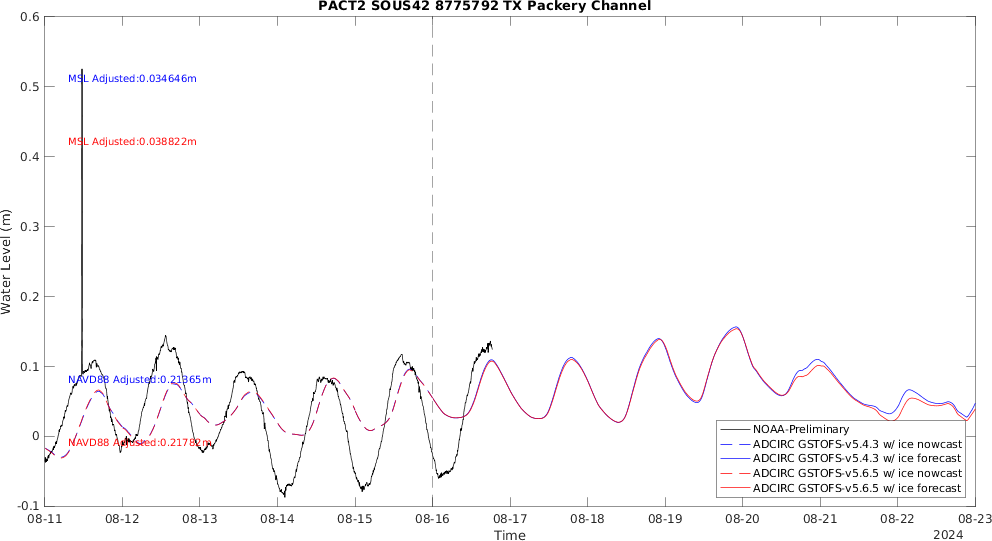 PACT2 SOUS42 8775792 TX Packery Channel
0.6
0.5
0.4
0.3
0.2
0.1
0
-0.1
Water Level (m)
MSL Adjusted:0.034646m
MSL Adjusted:0.038822m
NAVD88 Adjusted:0.21365m
NAVD88 Adjusted:0.21782m
NOAA-Preliminary
ADCIRC GSTOFS-v5.4.3 w/ ice nowcast
ADCIRC GSTOFS-v5.4.3 w/ ice forecast
ADCIRC GSTOFS-v5.6.5 w/ ice nowcast
ADCIRC GSTOFS-v5.6.5 w/ ice forecast
08-11 08-12 08-13 08-14 08-15 08-16 08-17 08-18 08-19 08-20 08-21 08-22 08-23
Time
2024